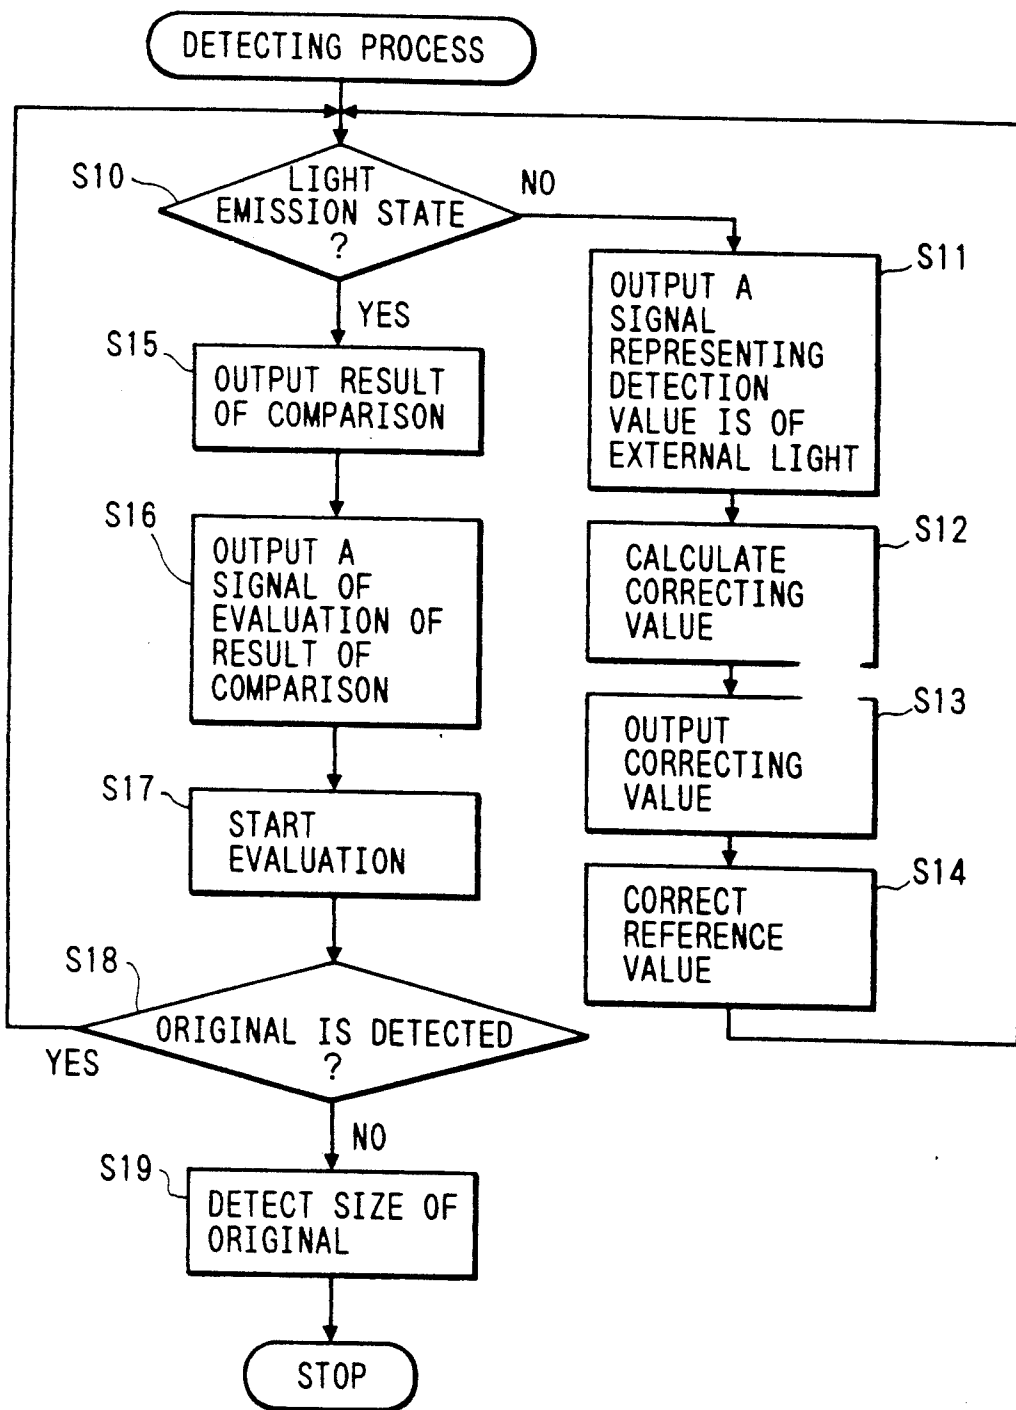 DETECTING PROCESS
S10
LIGHT
EMISSION STATE
?
NO
YES
S11
OUTPUT A
SIGNAL
REPRESENTING
DETECTION
VALUE IS OF
EXTERNAL LIGHT
S12
CALCULATE
CORRECTING
VALUE
S13
OUTPUT
CORRECTING
VALUE
S14
CORRECT
REFERENCE
VALUE
S15
OUTPUT RESULT
OF COMPARISON
S16
OUTPUT A
SIGNAL OF
EVALUATION OF
RESULT OF
COMPARISON
S17
START
EVALUATION
S18
ORIGINAL IS DETECTED
?
YES
NO
S19
DETECT SIZE OF
ORIGINAL
STOP